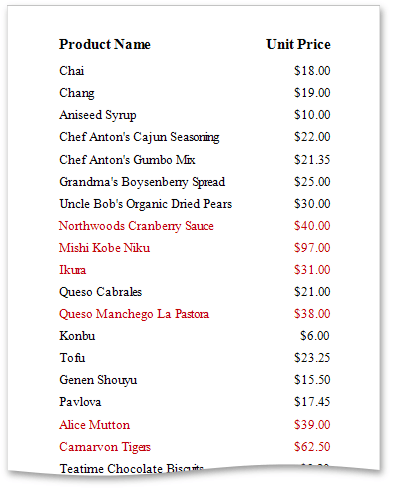 Product Name Unit Price
Chai $18.00
Chang $19.00
Aniseed Syrup $10.00
Chef Anton's Cajun Seasoning $22.00
Chef Anton's Gumbo Mix $21.35
Grandma's Boysenberry Spread $25.00
Uncle Bob's Organic Dried Pears $30.00
Northwoods Cranberry Sauce $40.00
Mishi Kobe Niku $97.00
Ikura $31.00
Queso Cabrales $21.00
Queso Manchego La Pastora $38.00
Konbu $6.00
Tofu $23.25
Genen Shouyu $15.50
Pavlova $17.45
Alice Mutton $39.00
Carnarvon Tigers $62.50
Teatime Chocolate Biscuits